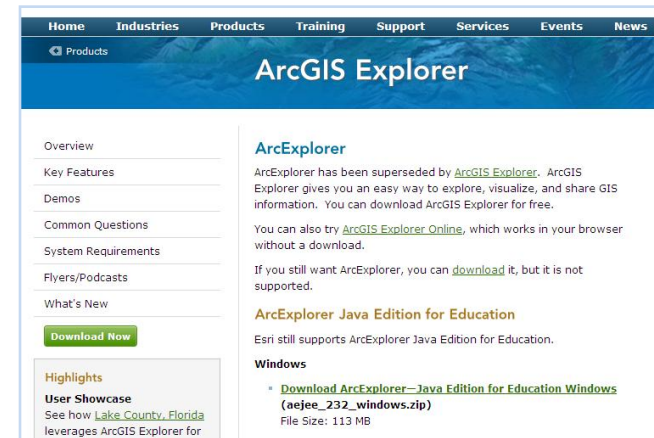 Home Industries Products Training Support Services Events News
Products
ArcGIS Explorer
Overview
Key Features
Demos
Common Questions
System Requirements
Flyers/Podcasts
What's New
Download Now
Highlights
User Showcase
See how Lake County, Florida
leverages ArcGIS Explorer for
ArcExplorer
ArcExplorer has been superseded by ArcGIS Explorer. ArcGIS
Explorer gives you an easy way to explore, visualize, and share GIS
information. You can download ArcGIS Explorer for free.
You can also try ArcGIS Explorer Online, which works in your browser
without a download.
If you still want ArcExplorer, you can download it, but it is not
supported.
ArcExplorer Java Edition for Education
Esri still supports ArcExplorer Java Edition for Education.
Windows
Download ArcExplorer—Java Edition for Education Windows
(aejee_232_windows.zip)
File Size: 113 MB